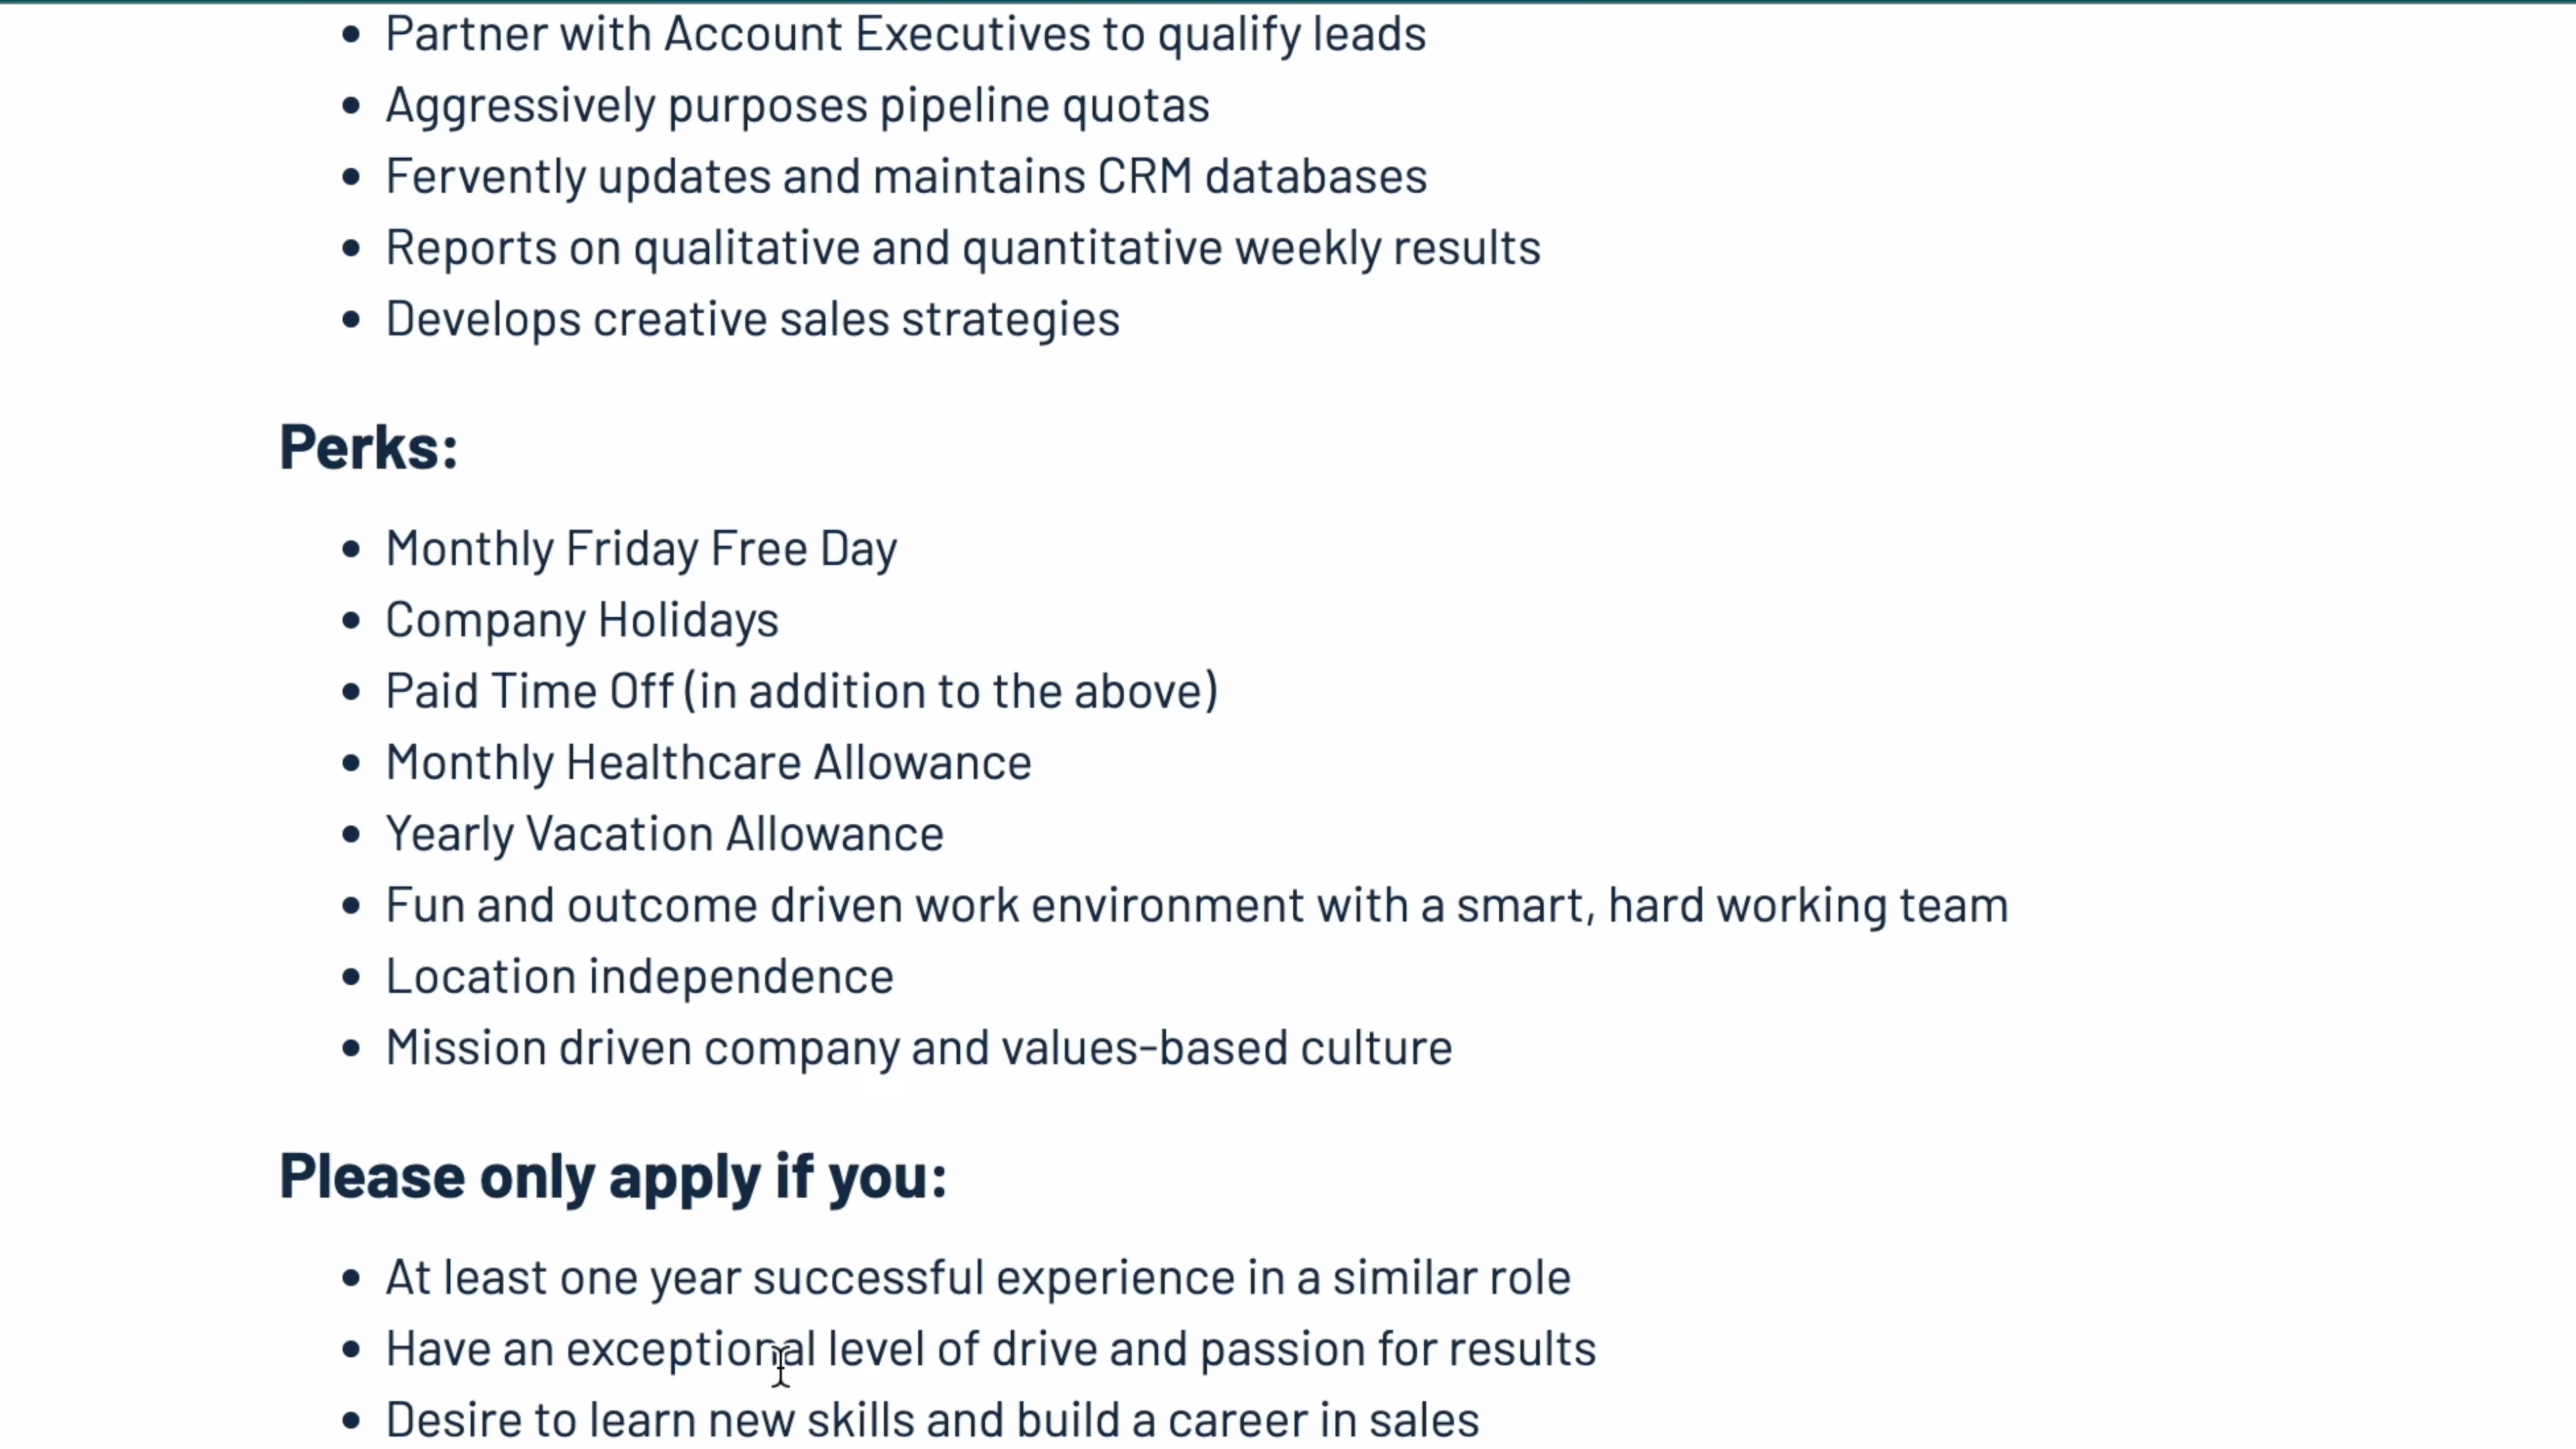 Partner with Account Executives to qualify leads
Aggressively purposes pipeline quotas
Fervently updates and maintains CRM databases
Reports on qualitative and quantitative weekly results
Develops creative sales strategies
Perks:
Monthly Friday Free Day
Company Holidays
Paid Time Off (in addition to the above)
Monthly Healthcare Allowance
Yearly Vacation Allowance
Fun and outcome driven work environment with a smart, hard working team
Location independence
Mission driven company and values-based culture
Please only apply if you:
At least one year successful experience in a similar role
Have an exceptional level of drive and passion for results
Desire to learn new skills and build a career in sales